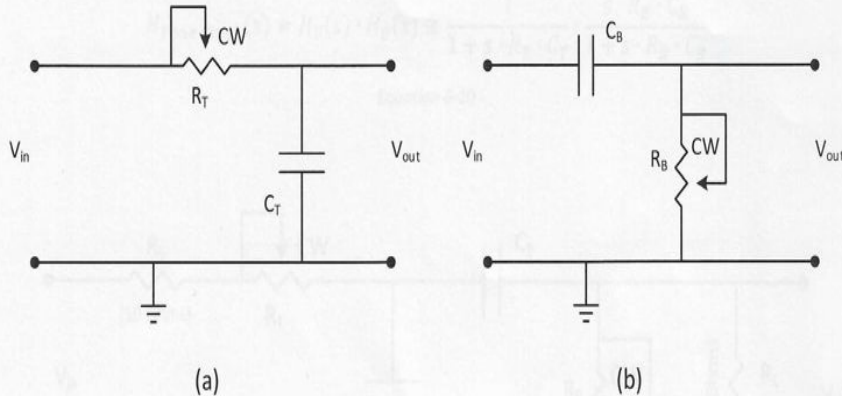 CW
R_T
V_in
V_out
C_T
(a)
C_B
V_in
CW
R_B
V_out
(b)